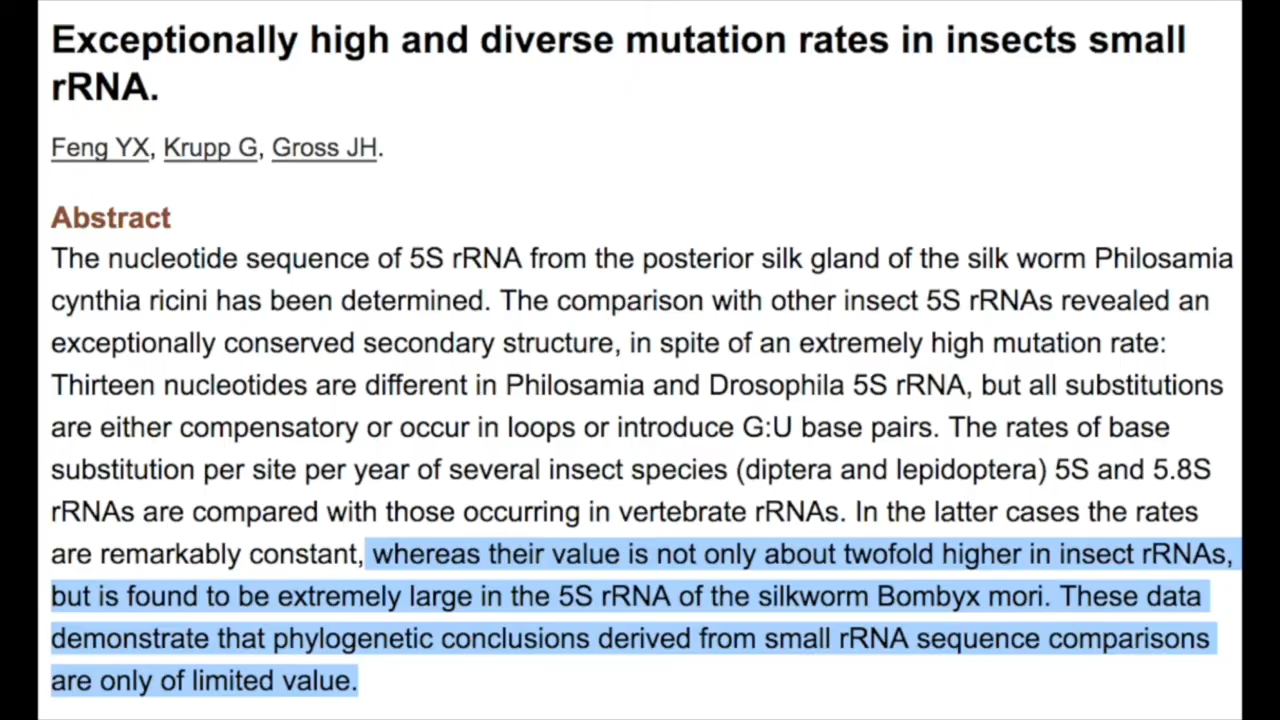 Exceptionally high and diverse mutation rates in insects small
rRNA.
Feng YX, Krupp G, Gross JH.
Abstract
The nucleotide sequence of 5S rRNA from the posterior silk gland of the silk worm Philosamia
cynthia ricini has been determined. The comparison with other insect 5S rRNAs revealed an
exceptionally conserved secondary structure, in spite of an extremely high mutation rate:
Thirteen nucleotides are different in Philosamia and Drosophila 5S rRNA, but all substitutions
are either compensatory or occur in loops or introduce G:U base pairs. The rates of base
substitution per site per year of several insect species (diptera and lepidoptera) 5S and 5.8S
rRNAs are compared with those occurring in vertebrate rRNAs. In the latter cases the rates
are remarkably constant, whereas their value is not only about twofold higher in insect rRNAs,
but is found to be extremely large in the 5S rRNA of the silkworm Bombyx mori. These data
demonstrate that phylogenetic conclusions derived from small rRNA sequence comparisons
are only of limited value.